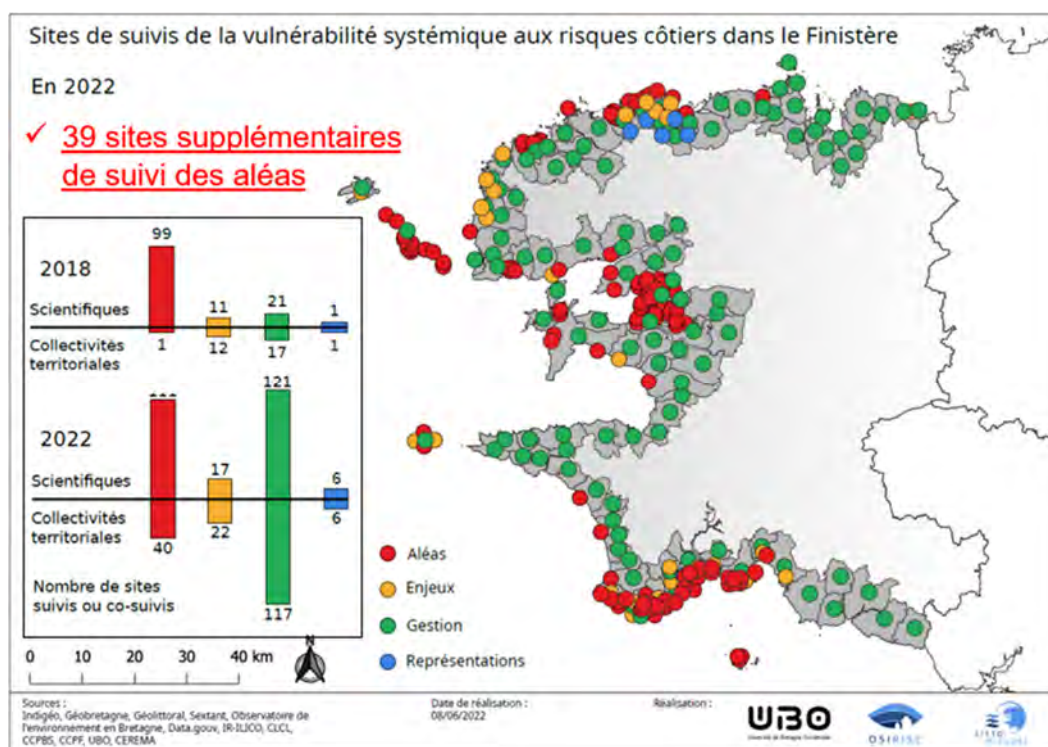 Sites de suivis de la vulnérabilité systémique aux risques côtiers dans le Finistère
En 2022
✓ 39 sites supplémentaires
de suivi des aléas
99
2018
11
21
1
Scientifiques
Collectivités
territoriales
1
12
17
1
121
2022
17
6
Scientifiques
Collectivités
territoriales
40
22
6
Nombre de sites
suivis ou co-suivis
117
Aléas
Enjeux
Gestion
Représentations
N
0 10 20 40 km
Sources :
Indigéo, Géobretagne, Géolittoral, Sextant, Observatoire de
l'environnement en Bretagne, Data.gouv, IR-ILICO, CLCL,
CCPBS, CCPF, UBO, CEREMA
Date de réalisation :
08/06/2022
Réalisation :
UBO
Université de Bretagne Occidentale
OSIRISC